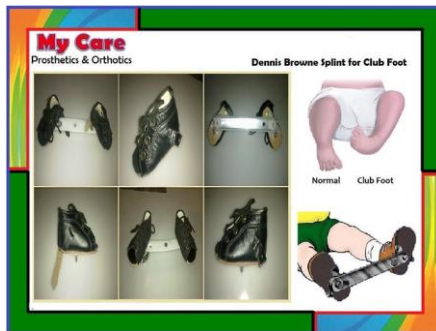 My Care
Prosthetics & Orthotics
Dennis Browne Splint for Club Foot
Normal Club Foot